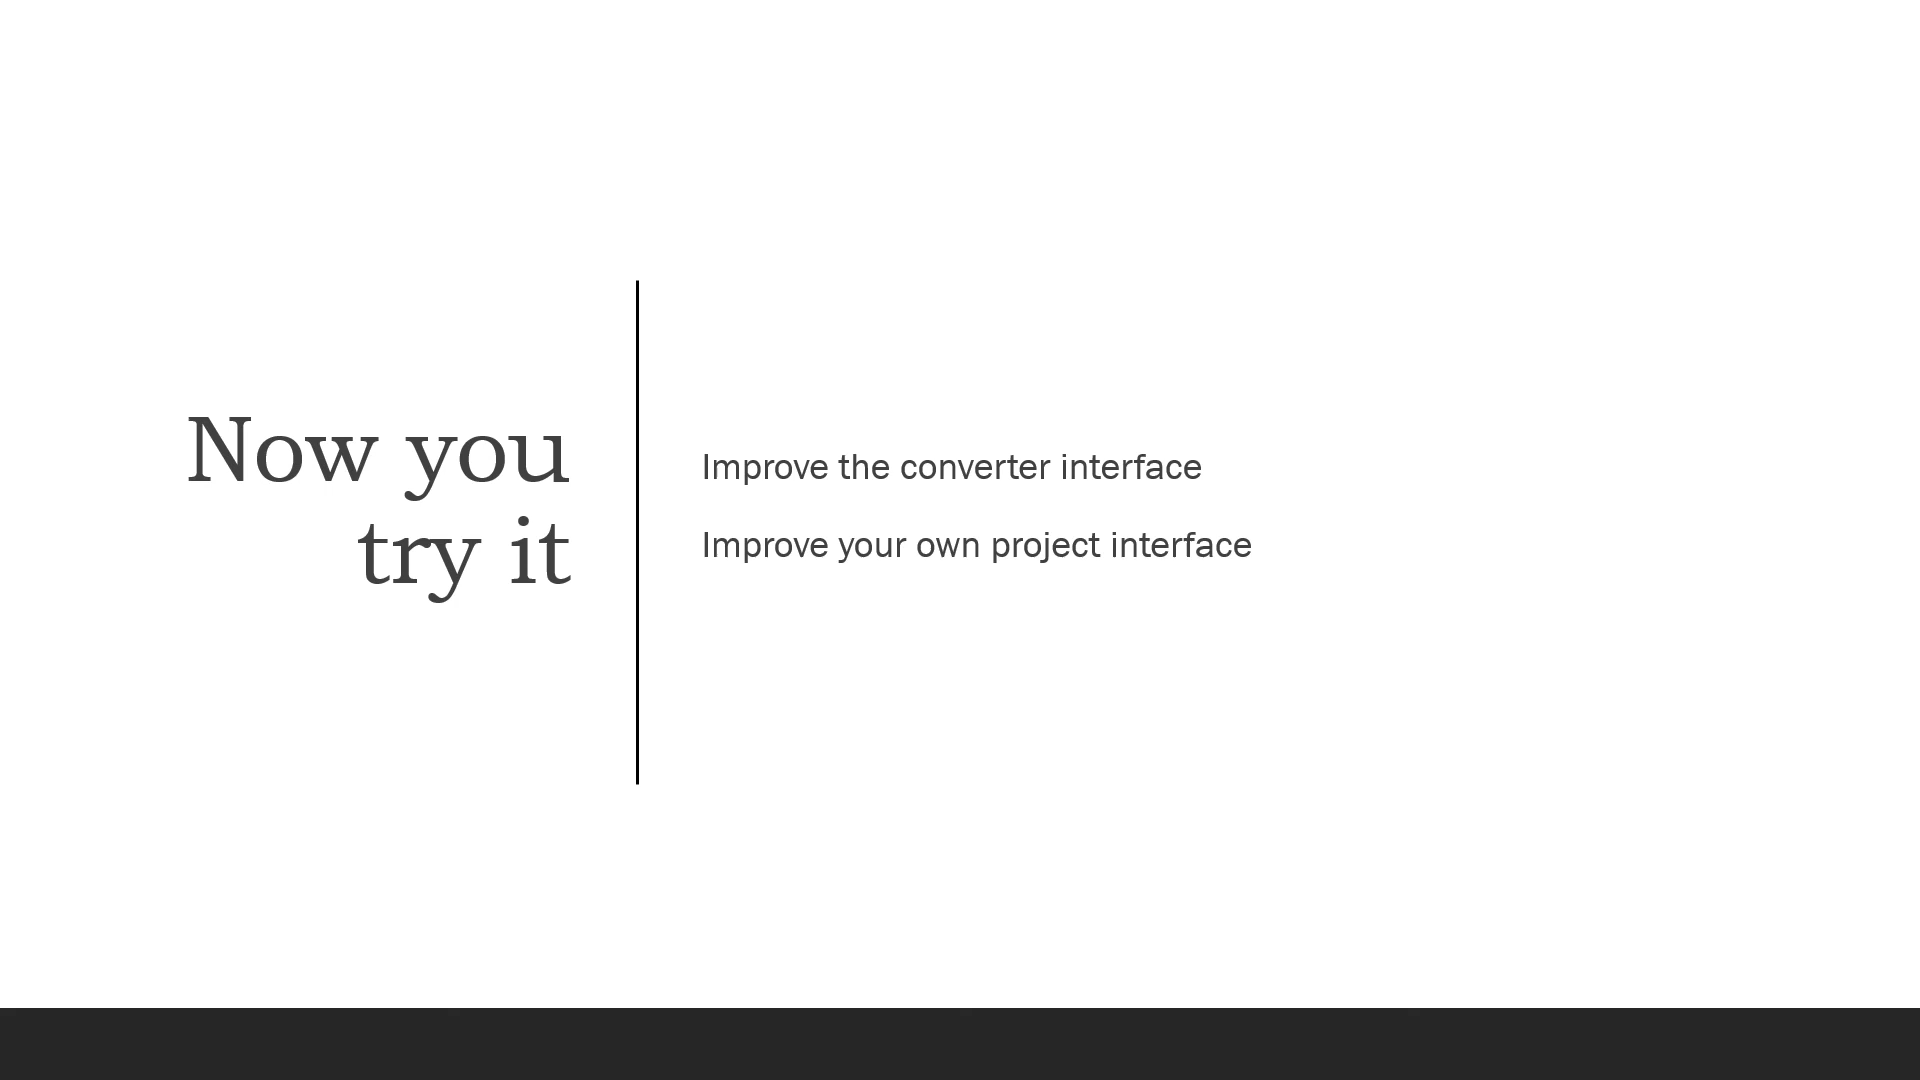 Now you
try it
Improve the converter interface
Improve your own project interface